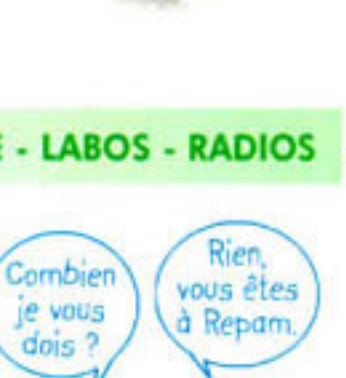 - LABOS - RADIOS
Combien
je vous
dois ?
Rien,
vous êtes
à Repam.